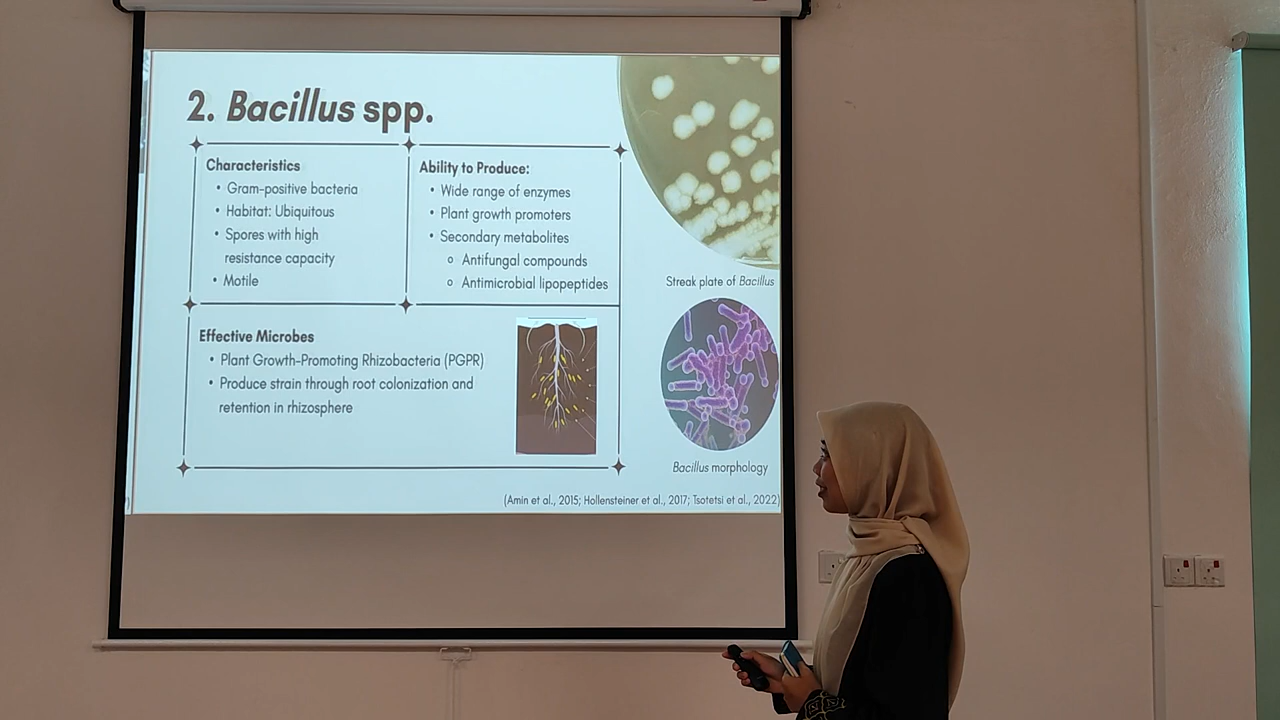 2. Bacillus spp.
Characteristics
• Gram-positive bacteria
• Habitat: Ubiquitous
• Spores with high
resistance capacity
• Motile
Ability to Produce:
• Wide range of enzymes
• Plant growth promoters
• Secondary metabolites
o Antifungal compounds
o Antimicrobial lipopeptides
Effective Microbes
• Plant Growth-Promoting Rhizobacteria (PGPR)
• Produce strain through root colonization and
retention in rhizosphere
Streak plate of Bacillus
Bacillus morphology
(Amin et al., 2015; Hollensteiner et al., 2017; Tsotetsi et al., 2022)